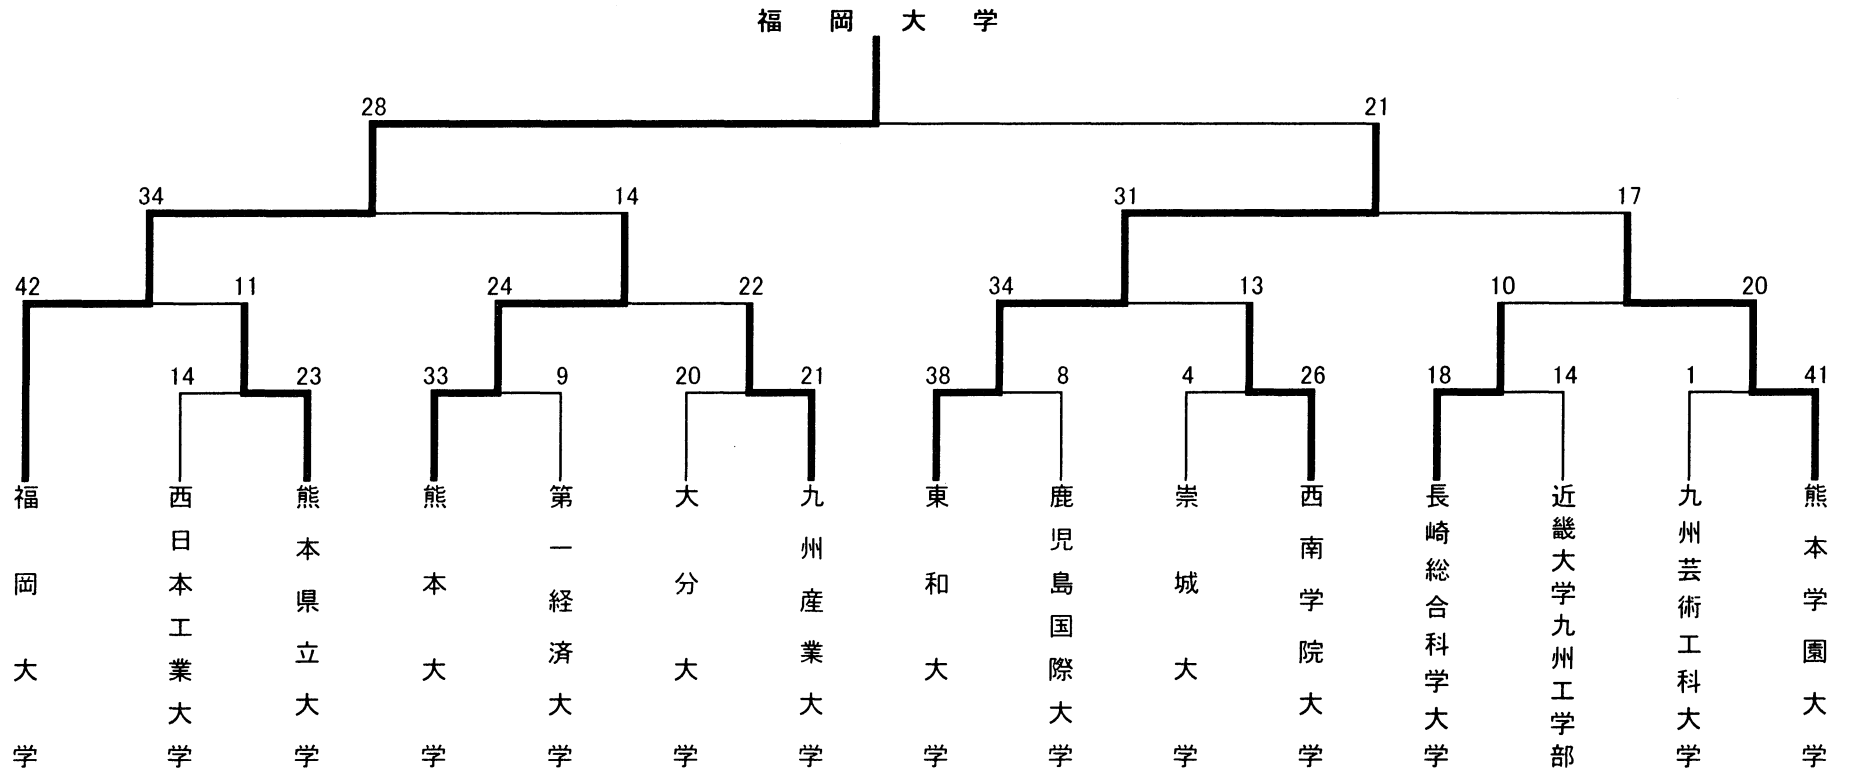 福岡大学
28 21
34 14 31 17
42 11 24 22 34 13 10 20
14 23 33 9 20 21 38 8 4 26 18 14 1 41
福岡大学
西日本工業大学
熊本県立大学
熊本大学
第一経済大学
大分大学
九州産業大学
東和大学
鹿児島国際大学
崇城大学
西南学院大学
長崎総合科学大学
近畿大学九州工学部
九州芸術工科大学
熊本学園大学